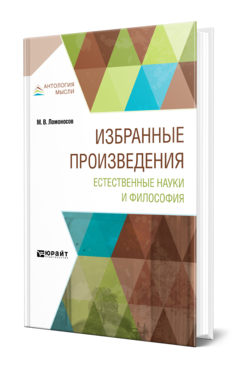 АНТОЛОГИЯ
МЫСЛИ
М. В. Ломоносов
ИЗБРАННЫЕ
ПРОИЗВЕДЕНИЯ
ЕСТЕСТВЕННЫЕ НАУКИ
И ФИЛОСОФИЯ
юрайт